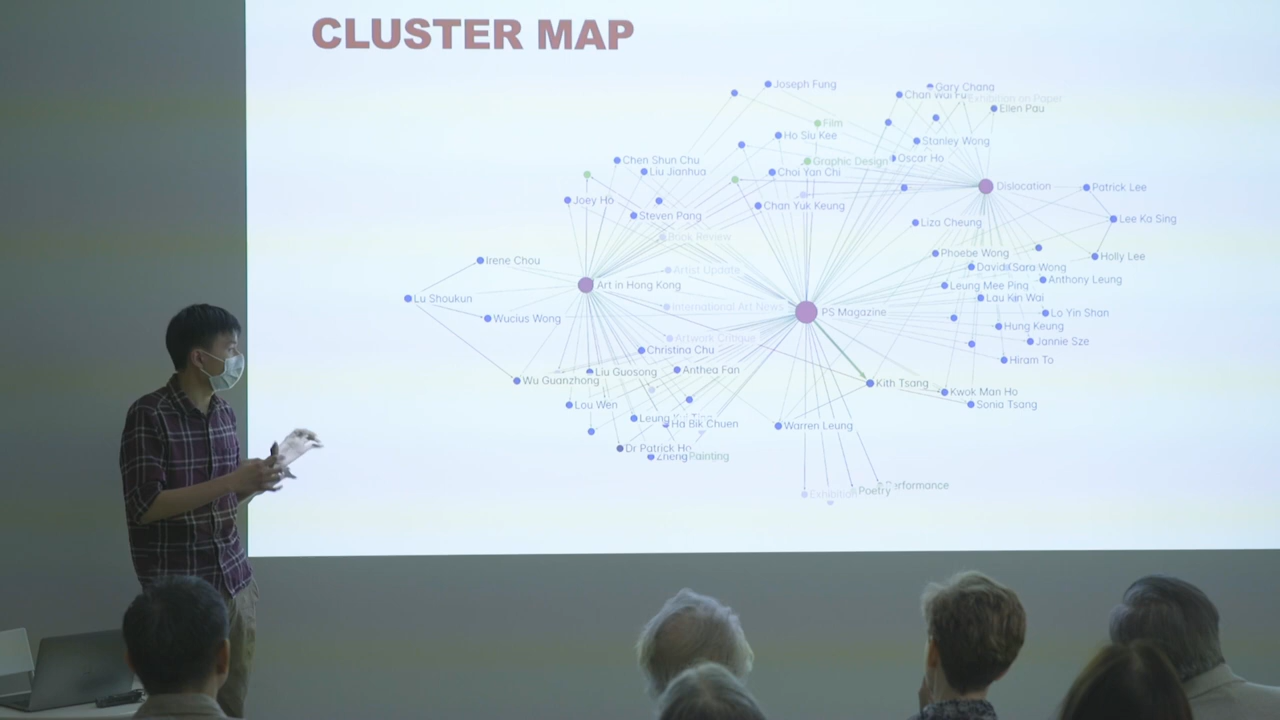 CLUSTER MAP
Joseph Fung
Gary Chang
Chan Wai Fu
Exhibition on Paper
Ellen Pau
Film
Ho Siu Kee
Stanley Wong
Chen Shun Chu
Graphic Design
Oscar Ho
Liu Jianhua
Choi Yan Chi
Dislocation
Patrick Lee
Joey Ho
Steven Pang
Chan Yuk Keung
Lee Ka Sing
Liza Cheung
Book Review
Phoebe Wong
Holly Lee
Irene Chou
Artist Update
David
Sara Wong
Art in Hong Kong
Leung Mee Ping
Anthony Leung
Lu Shoukun
Lau Kin Wai
International Art News
PS Magazine
Lo Yin Shan
Wucius Wong
Hung Keung
Artwork Critique
Jannie Sze
Christina Chu
Hiram To
Liu Guosong
Anthea Fan
Wu Guanzhong
Kith Tsang
Kwok Man Ho
Lou Wen
Sonia Tsang
Leung
Ha Bik Chuen
Warren Leung
Dr Patrick Ho
Zheng
Painting
Exhibition
Poetry
Performance